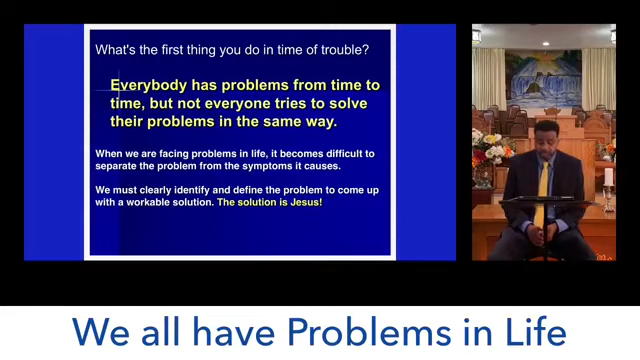 What's the first thing you do in time of trouble?
Everybody has problems from time to
time, but not everyone tries to solve
their problems in the same way.
When we are facing problems in life, it becomes difficult to
separate the problem from the symptoms it causes.
We must clearly identify and define the problem to come up
with a workable solution. The solution is Jesus!
We all have Problems in Life